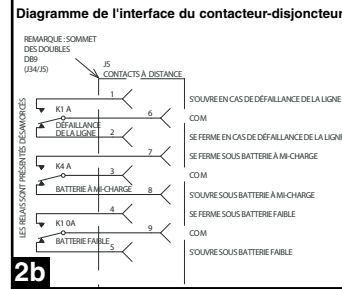 Diagramme de l'interface du contacteur-disjoncteur
REMARQUE : SOMMET
DES DOUBLES
DB9
(J34/J5)
J5
CONTACTS À DISTANCE
LES RELAIS SONT PRÉSENTÉS DÉSAMORCÉS
1
S'OUVRE EN CAS DE DÉFAILLANCE DE LA LIGNE
K1 A
6
COM
DÉFAILLANCE
DE LA LIGNE
2
SE FERME EN CAS DE DÉFAILLANCE DE LA LIGNE
7
SE FERME SOUS BATTERIE À MI-CHARGE
K4 A
3
COM
BATTERIE À MI-CHARGE
8
S'OUVRE SOUS BATTERIE À MI-CHARGE
4
SE FERME SOUS BATTERIE FAIBLE
K1 0A
9
COM
BATTERIE FAIBLE
5
S'OUVRE SOUS BATTERIE FAIBLE
2b